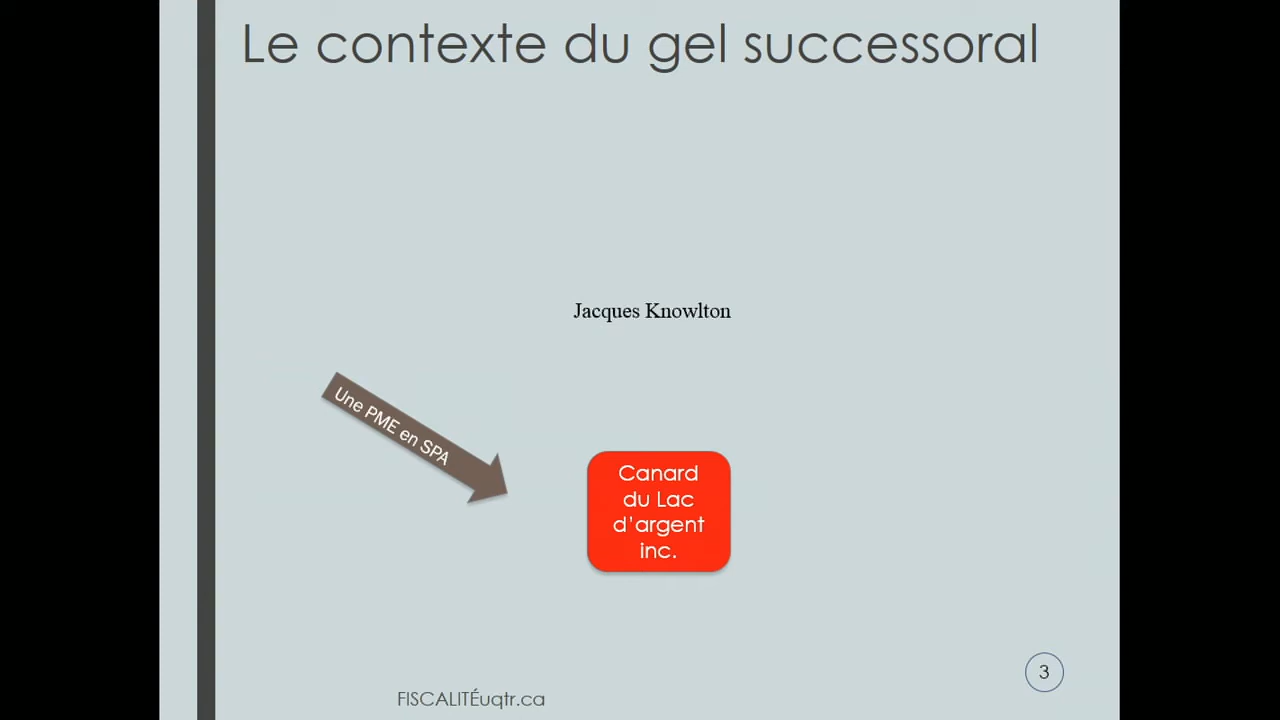 Le contexte du gel successoral
Jacques Knowlton
Une PME en SPA
Canard
du Lac
d'argent
inc.
3
FISCALITÉuqtr.ca